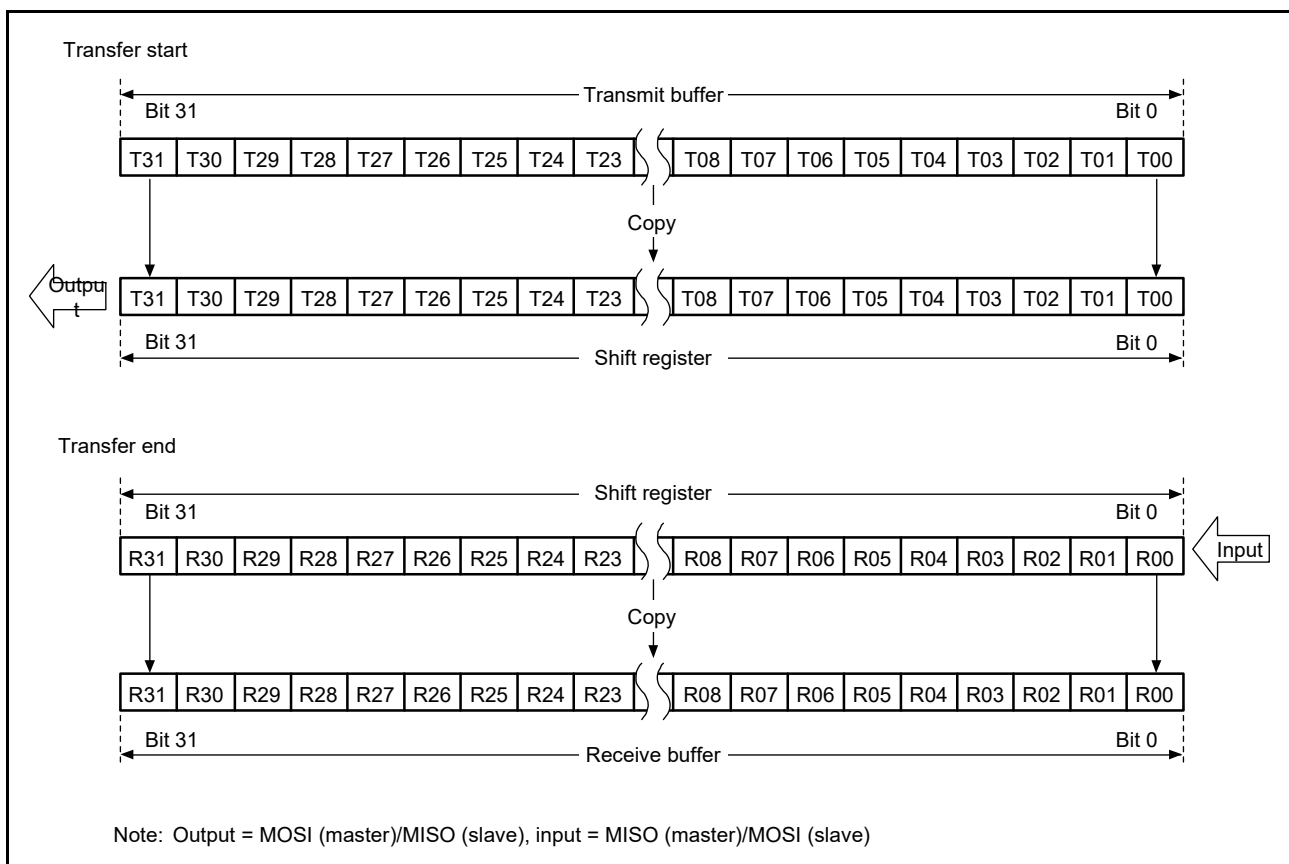 Transfer start
Transmit buffer
Bit 31
Bit 0
T31 T30 T29 T28 T27 T26 T25 T24 T23 T08 T07 T06 T05 T04 T03 T02 T01 T00
Copy
Outpu
t
T31 T30 T29 T28 T27 T26 T25 T24 T23 T08 T07 T06 T05 T04 T03 T02 T01 T00
Bit 31
Bit 0
Shift register
Transfer end
Shift register
Bit 31
Bit 0
R31 R30 R29 R28 R27 R26 R25 R24 R23 R08 R07 R06 R05 R04 R03 R02 R01 R00
Input
Copy
R31 R30 R29 R28 R27 R26 R25 R24 R23 R08 R07 R06 R05 R04 R03 R02 R01 R00
Bit 31
Bit 0
Receive buffer
Note: Output = MOSI (master)/MISO (slave), input = MISO (master)/MOSI (slave)